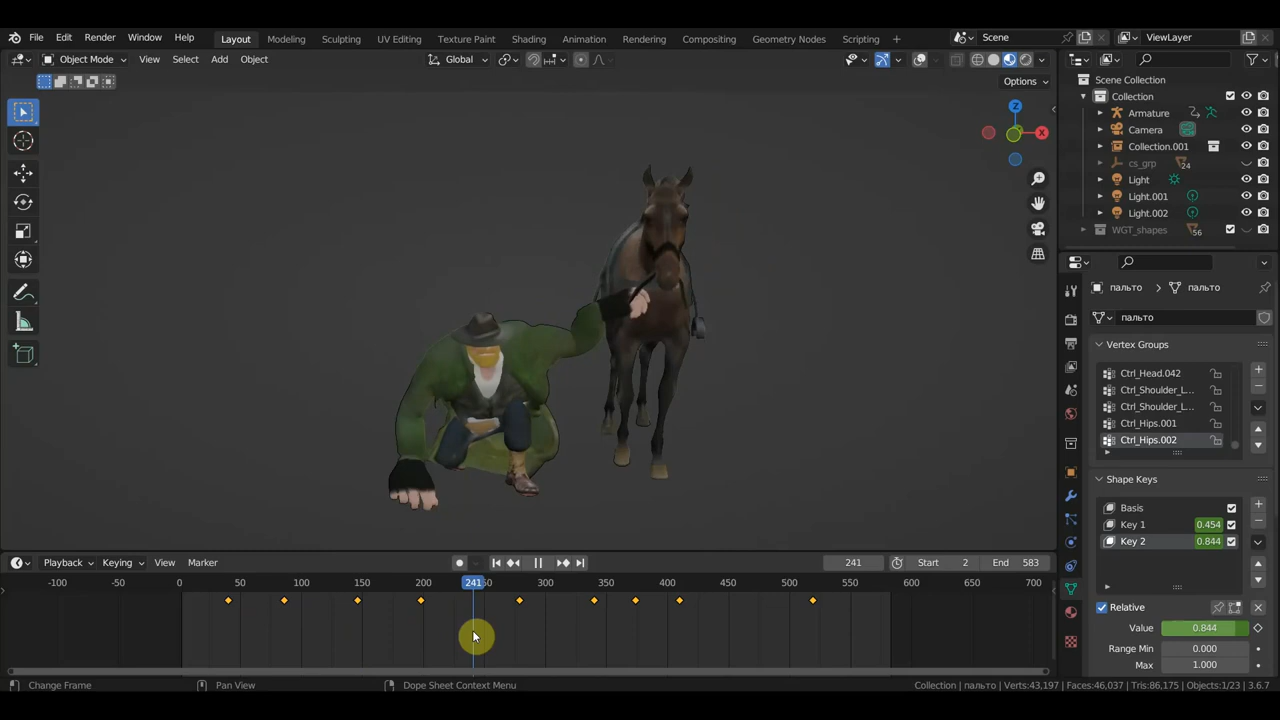 File Edit Render Window Help Layout Modeling Sculpting UV Editing Texture Paint Shading Animation Rendering Compositing Geometry Nodes Scripting + Scene ViewLayer
Object Mode View Select Add Object Global
Options
Z
X
Scene Collection
Collection
Armature
Camera
Collection.001
cs_grp 24
Light
Light.001
Light.002
WGT_shapes 56
пальто > пальто
пальто
Vertex Groups
Ctrl_Head.042
Ctrl_Shoulder_L...
Ctrl_Shoulder_L...
Ctrl_Hips.001
Ctrl_Hips.002
Shape Keys
Basis
Key 1 0.454
Key 2 0.844
Relative
Value 0.844
Range Min 0.000
Max 1.000
Playback Keying View Marker 241 Start 2 End 583
-100 -50 0 50 100 150 200 241 300 350 400 450 500 550 600 650 700
Change Frame Pan View Dope Sheet Context Menu Collection | пальто | Verts:43,197 | Faces:46,037 | Tris:86,175 | Objects:1/23 | 3.6.7